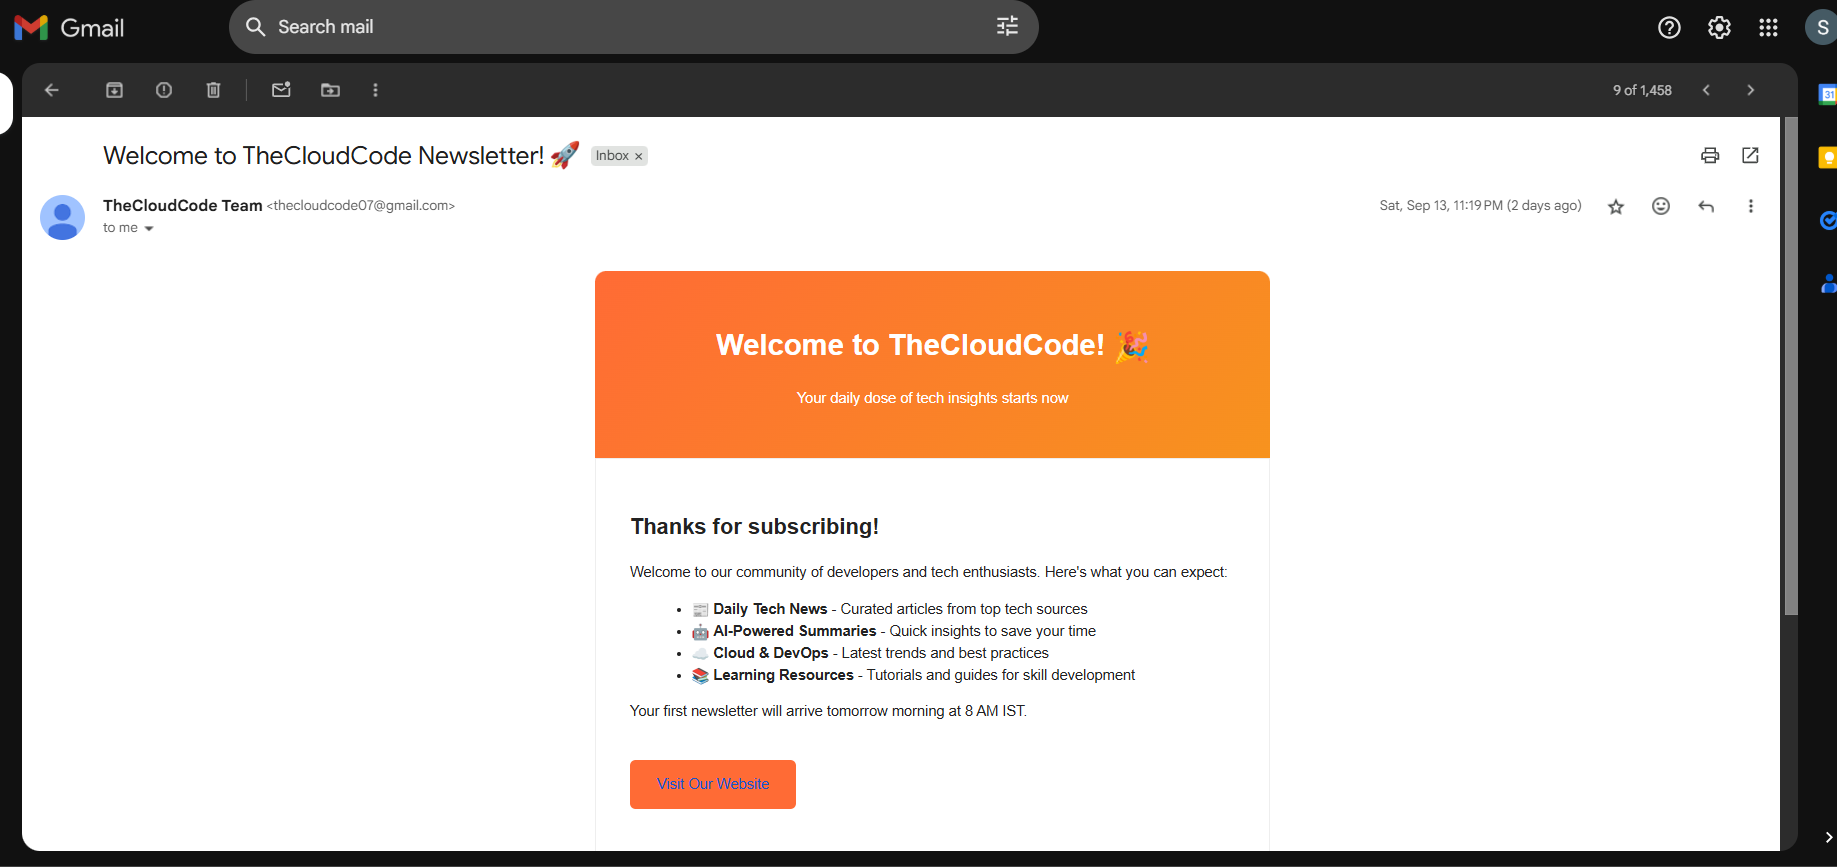 Gmail
Search mail
S
9 of 1,458
Welcome to TheCloudCode Newsletter! 🚀 Inbox ×
TheCloudCode Team <thecloudcode07@gmail.com>
Sat, Sep 13, 11:19 PM (2 days ago)
to me
31
Welcome to TheCloudCode! 🎉
Your daily dose of tech insights starts now
Thanks for subscribing!
Welcome to our community of developers and tech enthusiasts. Here's what you can expect:
• 📰 Daily Tech News - Curated articles from top tech sources
• 🤖 AI-Powered Summaries - Quick insights to save your time
• ☁️ Cloud & DevOps - Latest trends and best practices
• 📚 Learning Resources - Tutorials and guides for skill development
Your first newsletter will arrive tomorrow morning at 8 AM IST.
Visit Our Website